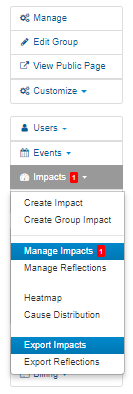 Manage
Edit Group
View Public Page
Customize
Users
Events
Impacts 1
Create Impact
Create Group Impact
Manage Impacts 1
Manage Reflections
Heatmap
Cause Distribution
Export Impacts
Export Reflections
Billing